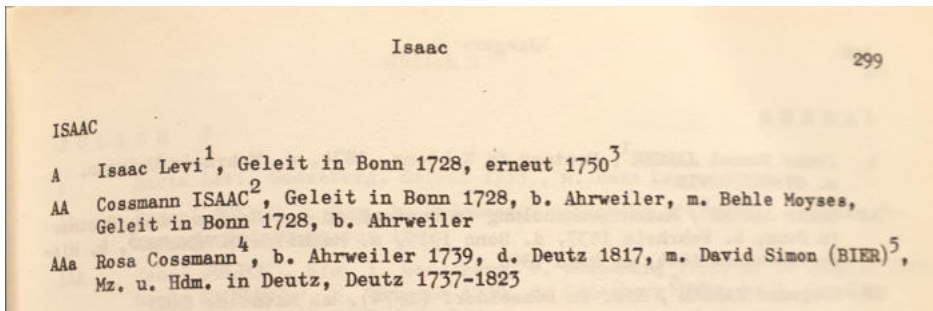 Isaac
299
ISAAC
A Isaac Levi¹, Geleit in Bonn 1728, erneut 1750³
AA Cossmann ISAAC², Geleit in Bonn 1728, b. Ahrweiler, m. Behle Moyses,
Geleit in Bonn 1728, b. Ahrweiler
AAa Rosa Cossmann⁴, b. Ahrweiler 1739, d. Deutz 1817, m. David Simon (BIER)⁵,
Mz. u. Hdm. in Deutz, Deutz 1737-1823